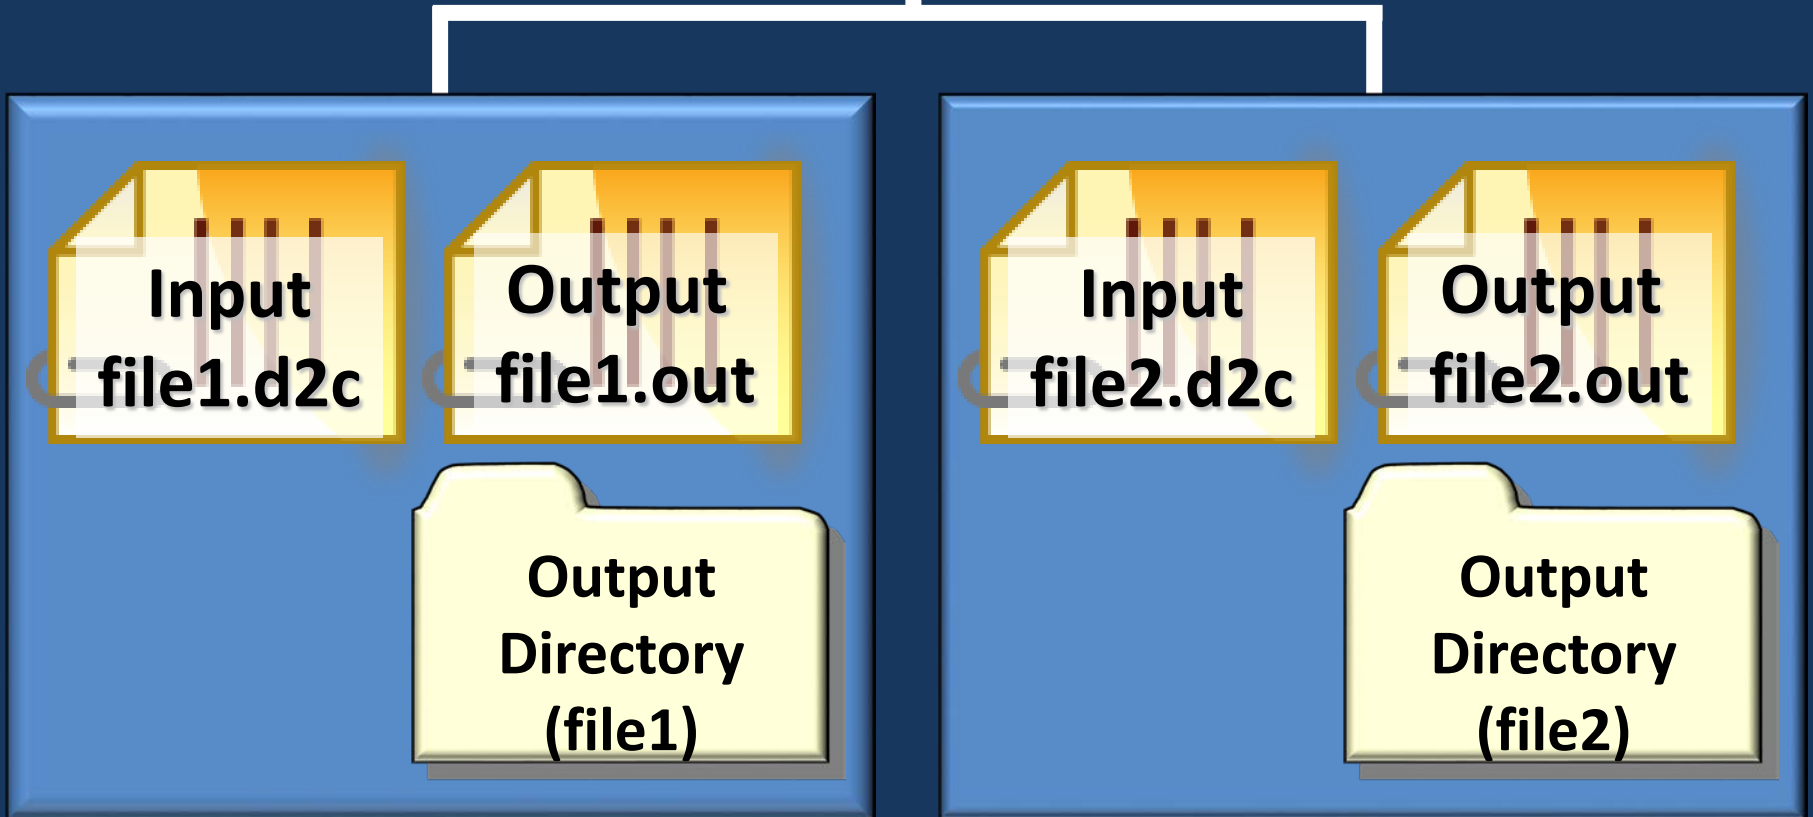 Input
file1.d2c
Output
file1.out
Output
Directory
(file1)
Input
file2.d2c
Output
file2.out
Output
Directory
(file2)